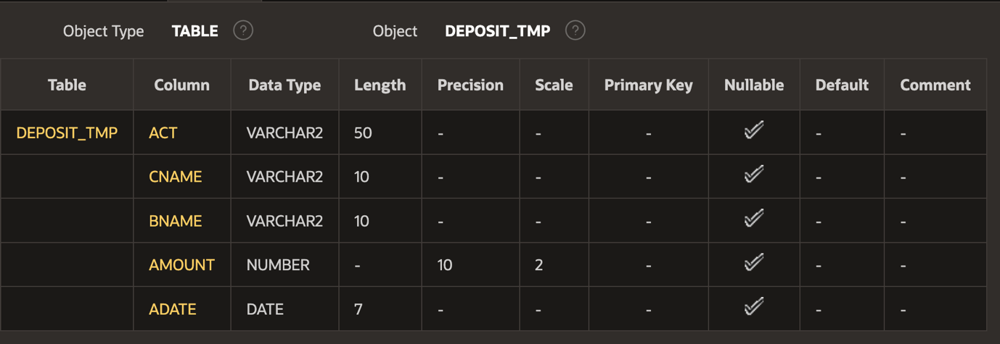 Object Type TABLE ? Object DEPOSIT_TMP ?
Table Column Data Type Length Precision Scale Primary Key Nullable Default Comment
DEPOSIT_TMP ACT VARCHAR2 50 - - - ✓ - -
CNAME VARCHAR2 10 - - - ✓ - -
BNAME VARCHAR2 10 - - - ✓ - -
AMOUNT NUMBER - 10 2 - ✓ - -
ADATE DATE 7 - - - ✓ - -